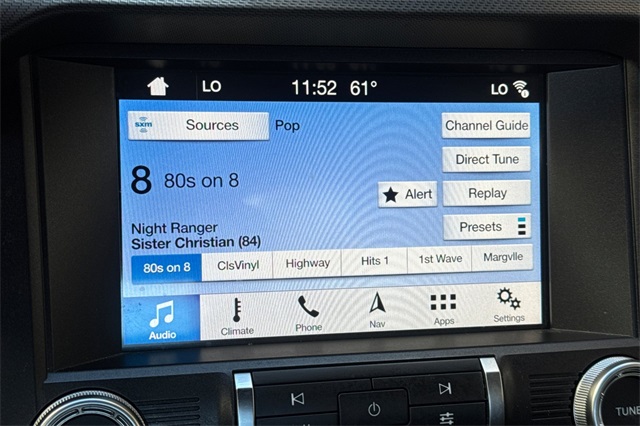 LO 11:52 61° LO
sxm Sources Pop Channel Guide
Direct Tune
8 80s on 8
Alert Replay
Night Ranger
Presets
Sister Christian (84)
80s on 8 ClsVinyl Highway Hits 1 1st Wave Margvlle
Audio Climate Phone Nav Apps Settings
TUNE